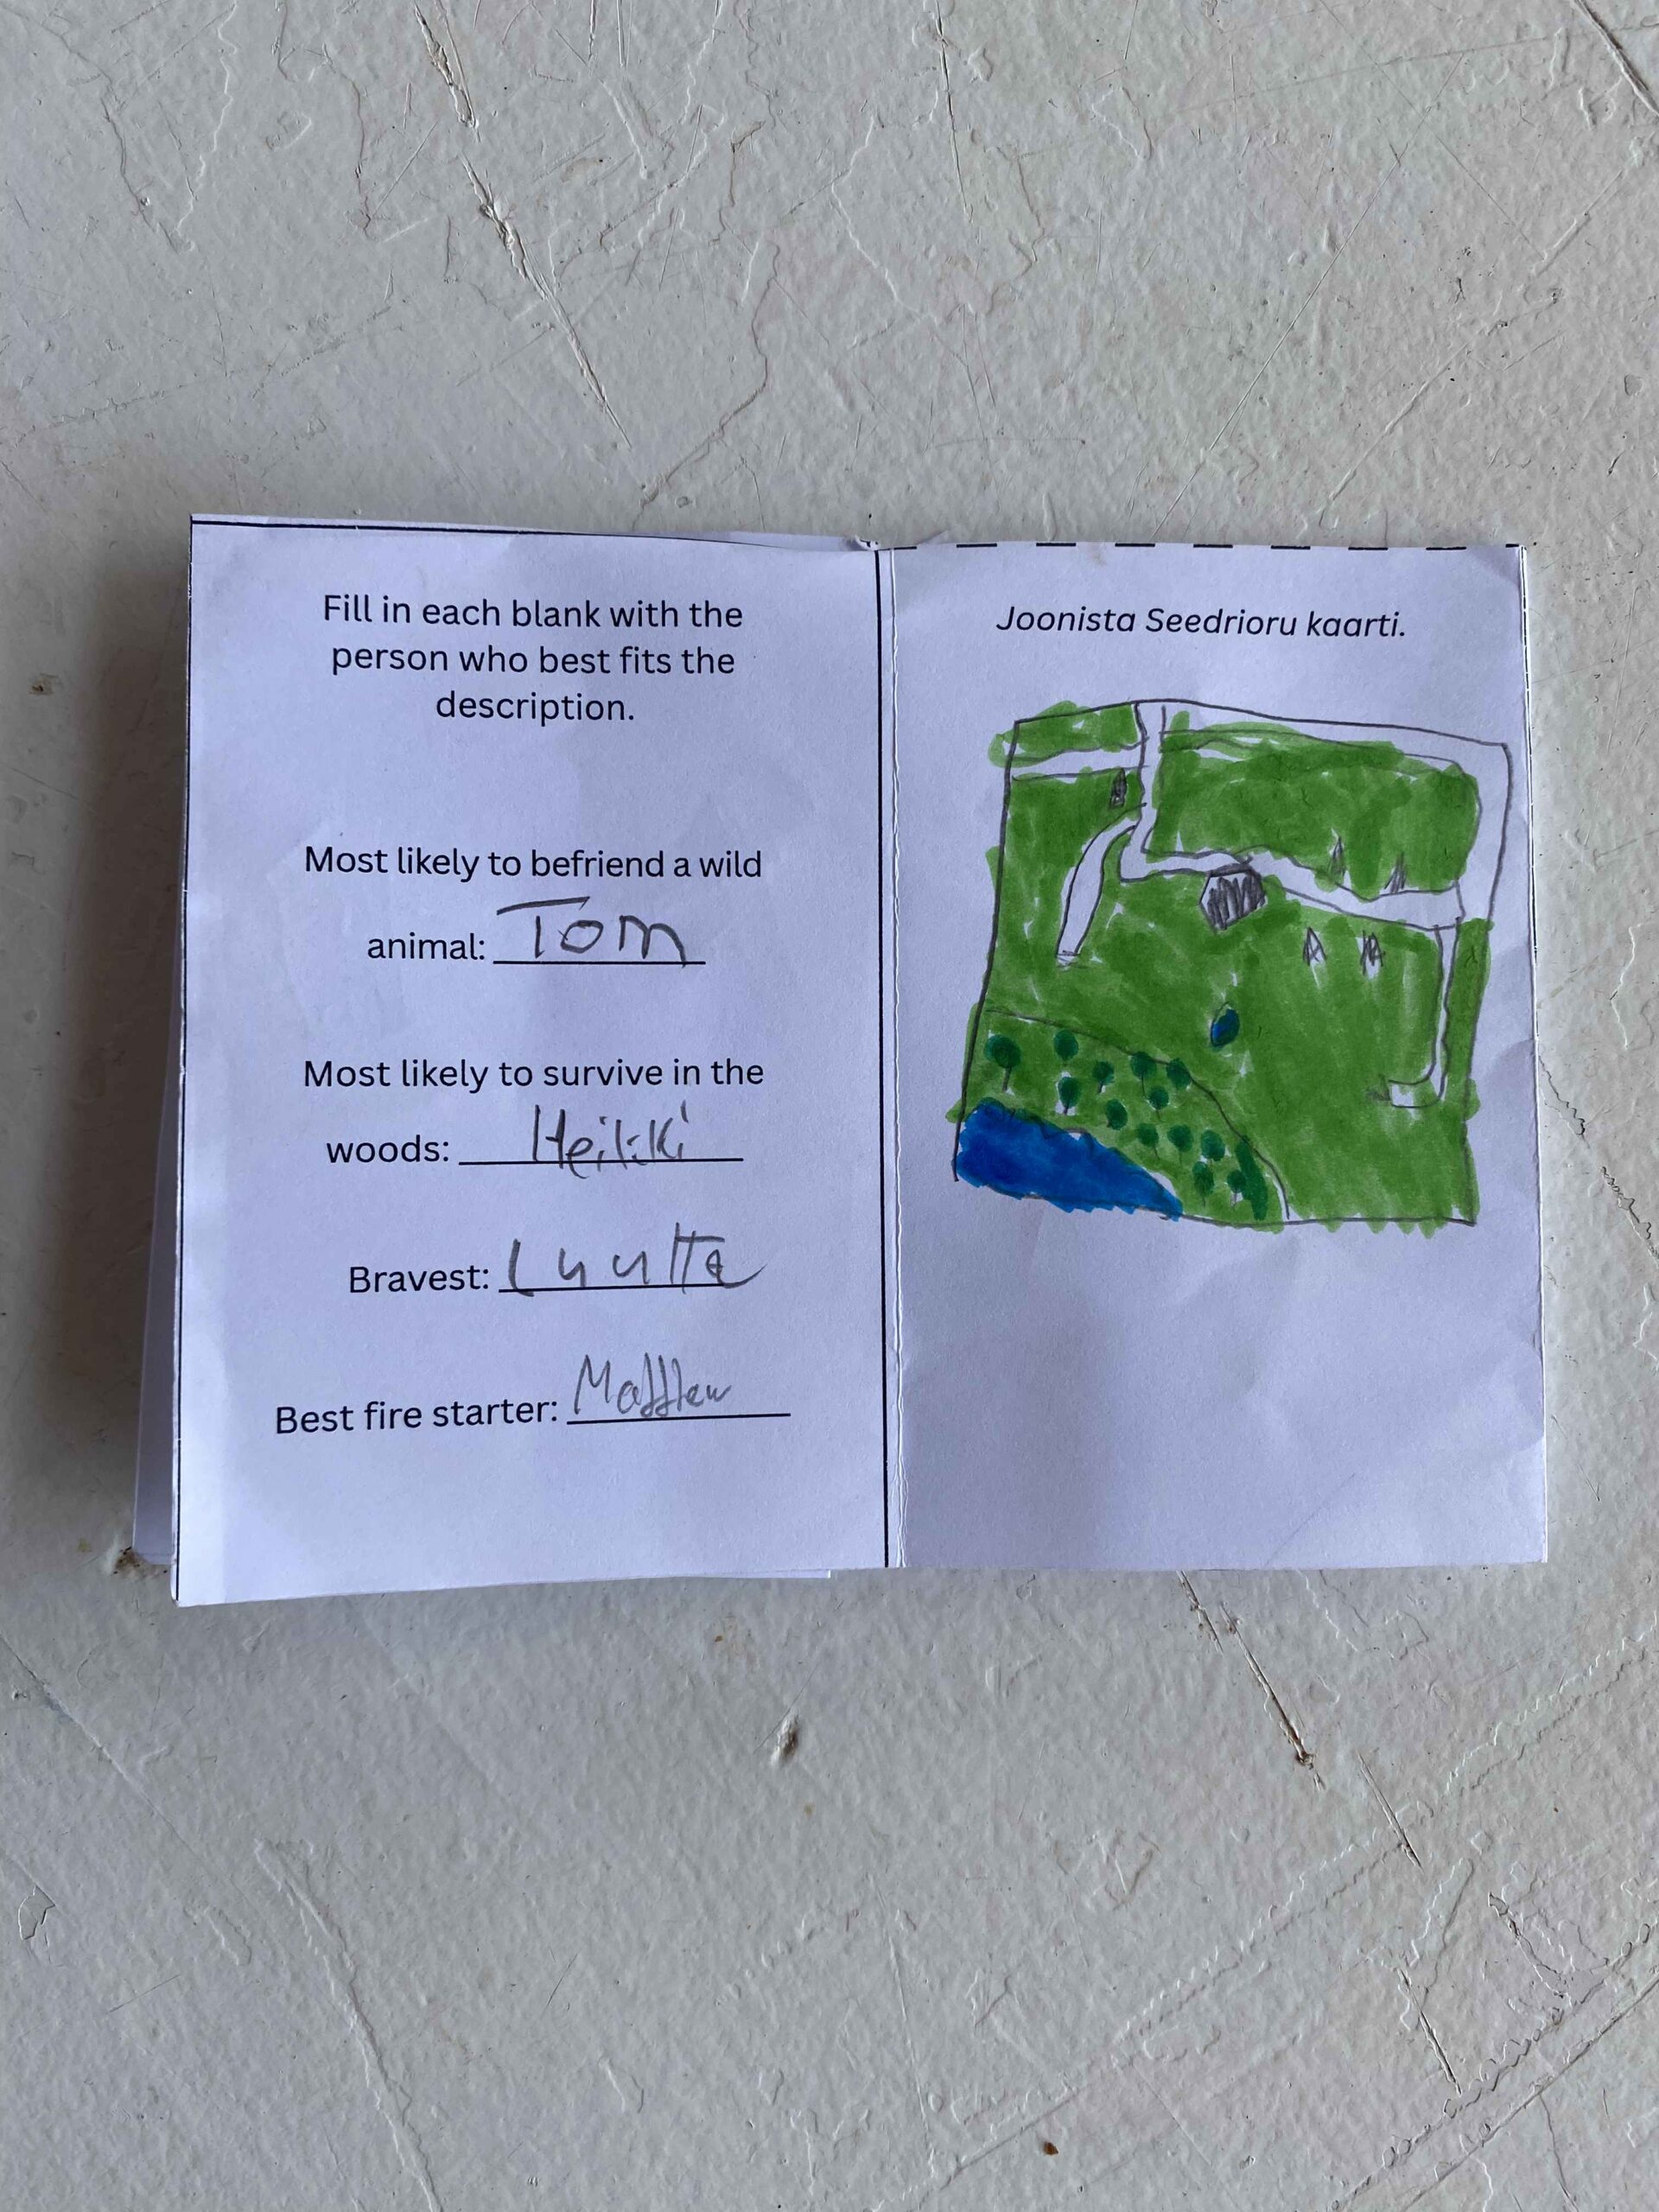 Fill in each blank with the
person who best fits the
description.
Most likely to befriend a wild
animal: Tom
Most likely to survive in the
woods: Heikki
Bravest:
Best fire starter: Matthew
Joonista Seedrioru kaarti.